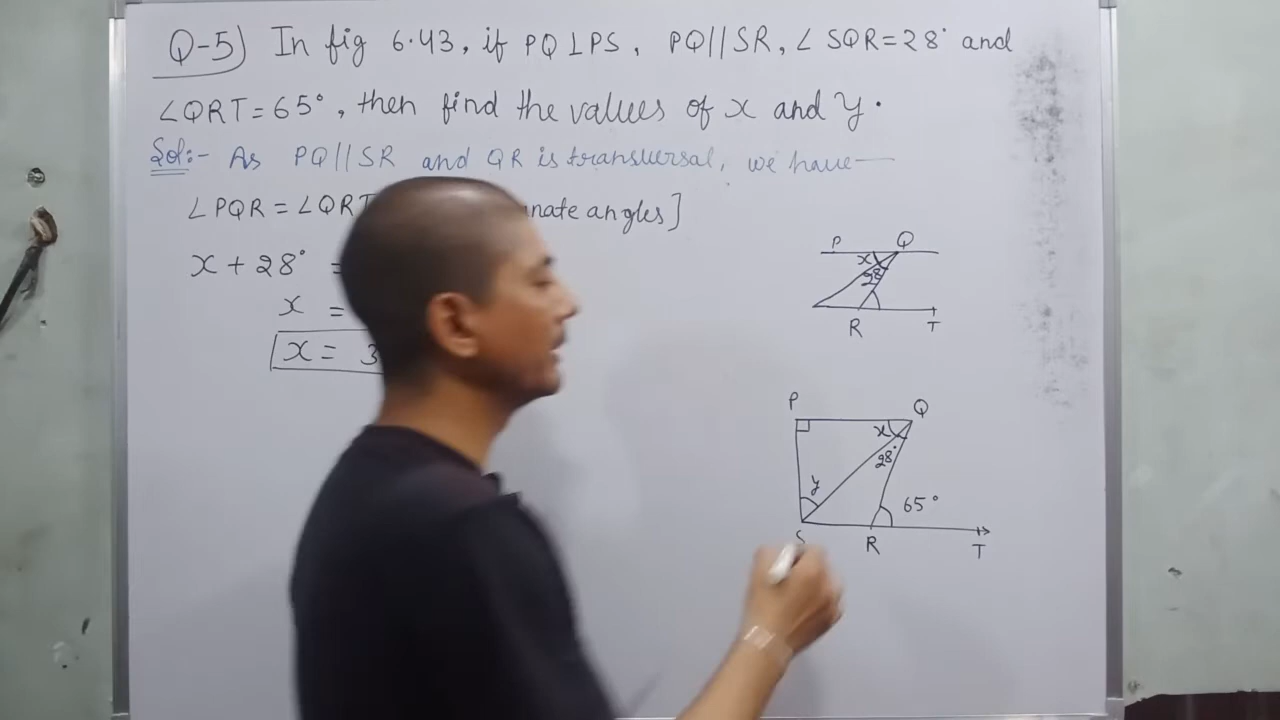 Q-5) In fig 6.43, if PQ⊥PS, PQ//SR, ∠SQR=28° and
∠QRT=65°, then find the values of x and y.
Sol:- As PQ//SR and QR is transversal, we have—
∠PQR = ∠QRT nate angles]
x + 28° =
x =
x = 3
P Q
x
28
R T
P Q
x
28°
y
65°
S R T